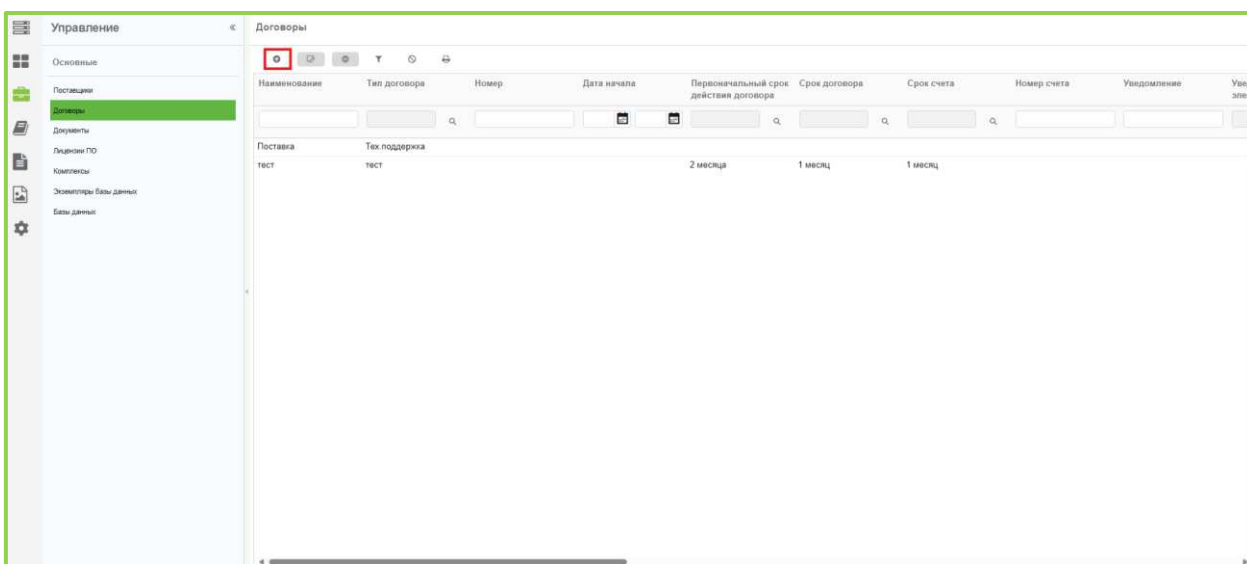 Управление « Договоры
Основные
Поставщики
Договоры
Документы
Лицензии ПО
Комплексы
Экземпляры базы данных
Базы данных
Наименование Тип договора Номер Дата начала Первоначальный срок Срок договора Срок счета Номер счета Уведомление Уве
действия договора эле
Поставка Тех.поддержка
тест тест 2 месяца 1 месяц 1 месяц